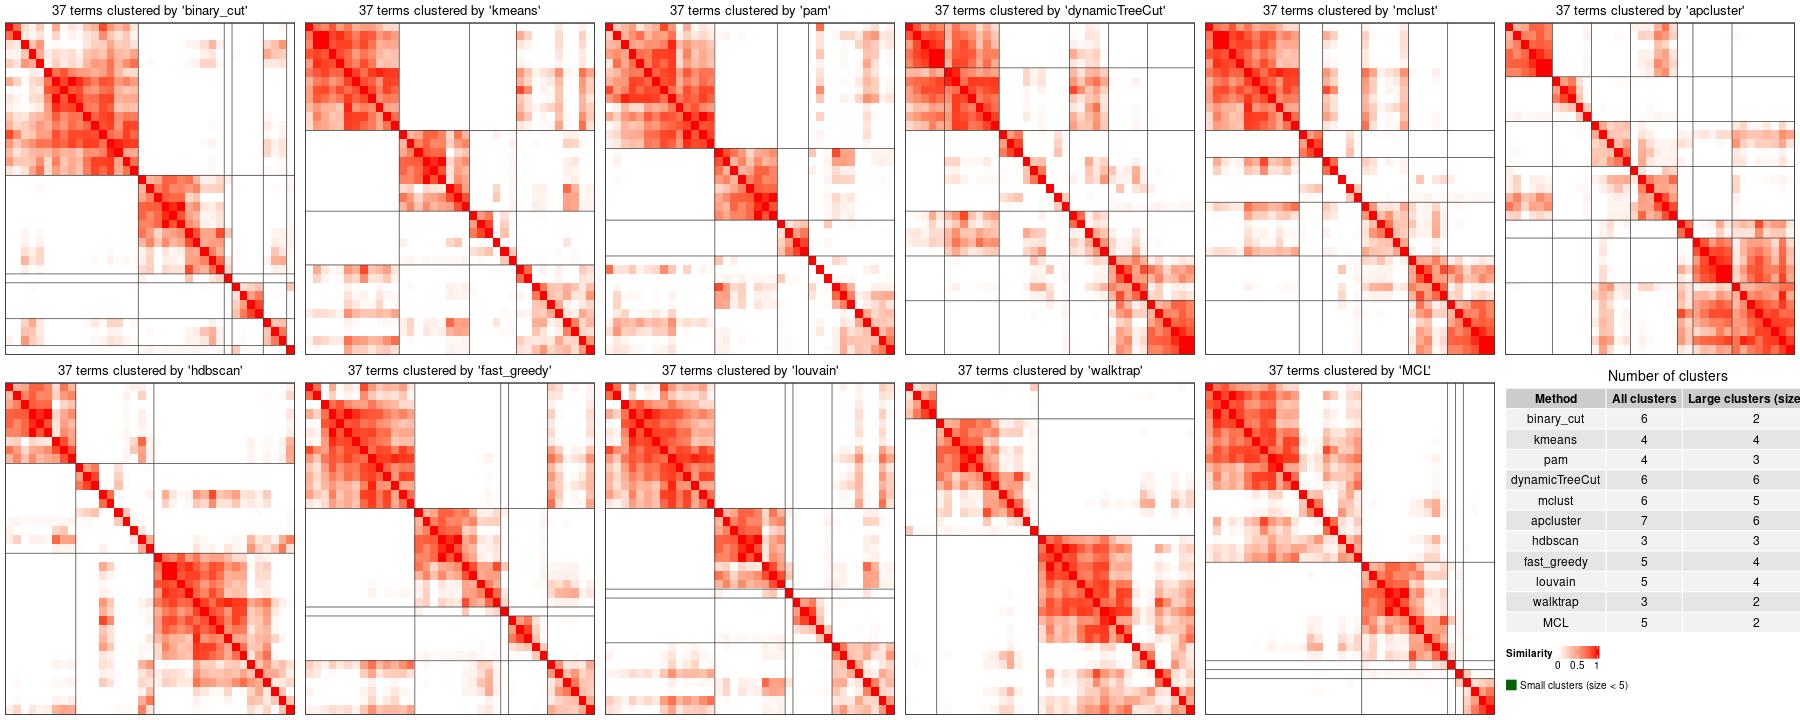 37 terms clustered by 'binary_cut'
37 terms clustered by 'kmeans'
37 terms clustered by 'pam'
37 terms clustered by 'dynamicTreeCut'
37 terms clustered by 'mclust'
37 terms clustered by 'apcluster'
37 terms clustered by 'hdbscan'
37 terms clustered by 'fast_greedy'
37 terms clustered by 'louvain'
37 terms clustered by 'walktrap'
37 terms clustered by 'MCL'
Number of clusters
Method All clusters Large clusters (size
binary_cut 6 2
kmeans 4 4
pam 4 3
dynamicTreeCut 6 6
mclust 6 5
apcluster 7 6
hdbscan 3 3
fast_greedy 5 4
louvain 5 4
walktrap 3 2
MCL 5 2
Similarity
0 0.5 1
Small clusters (size < 5)